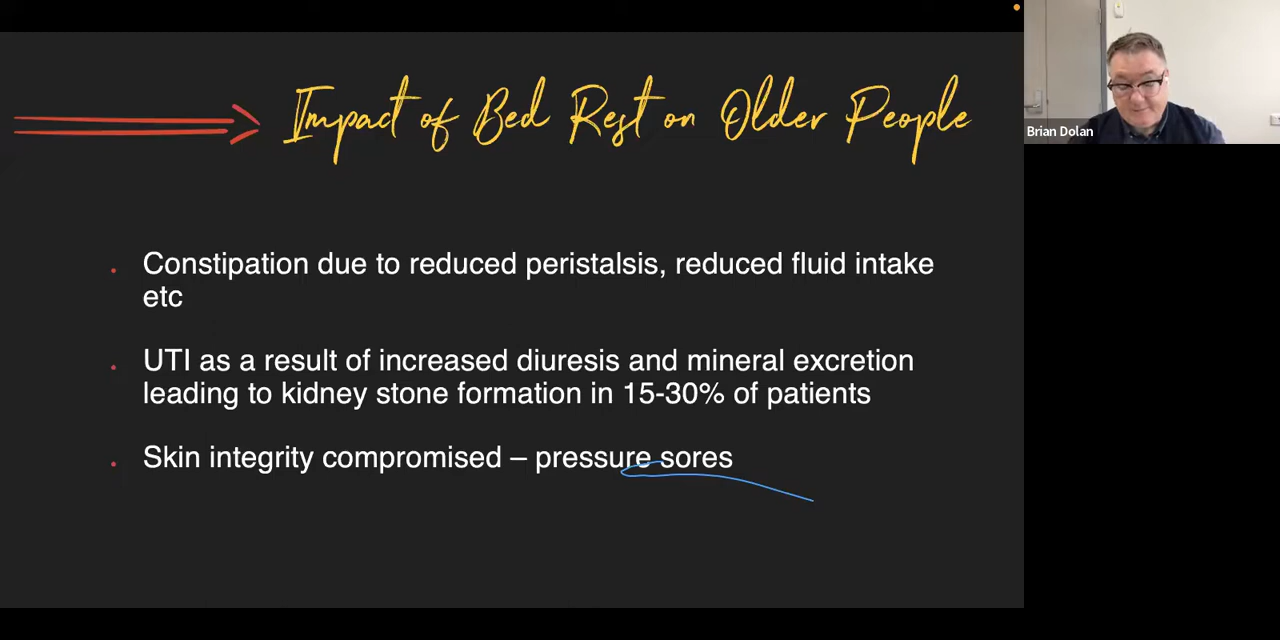 Impact of Bed Rest on Older People
Brian Dolan
Constipation due to reduced peristalsis, reduced fluid intake
etc
UTI as a result of increased diuresis and mineral excretion
leading to kidney stone formation in 15-30% of patients
Skin integrity compromised – pressure sores